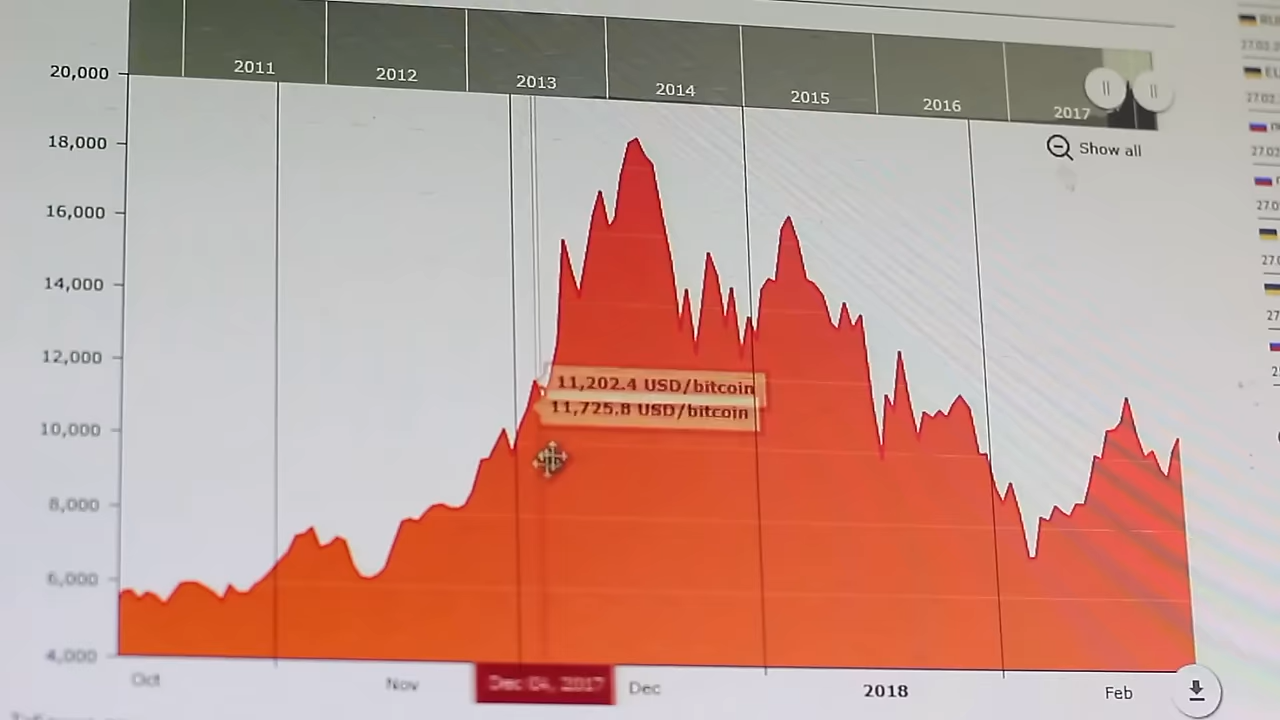 2011
2012
2013
2014
2015
2016
2017
Show all
20,000
18,000
16,000
14,000
12,000
10,000
8,000
6,000
4,000
11,202.4 USD/bitcoin
11,725.8 USD/bitcoin
Oct
Nov
Dec 04, 2017
Dec
2018
Feb